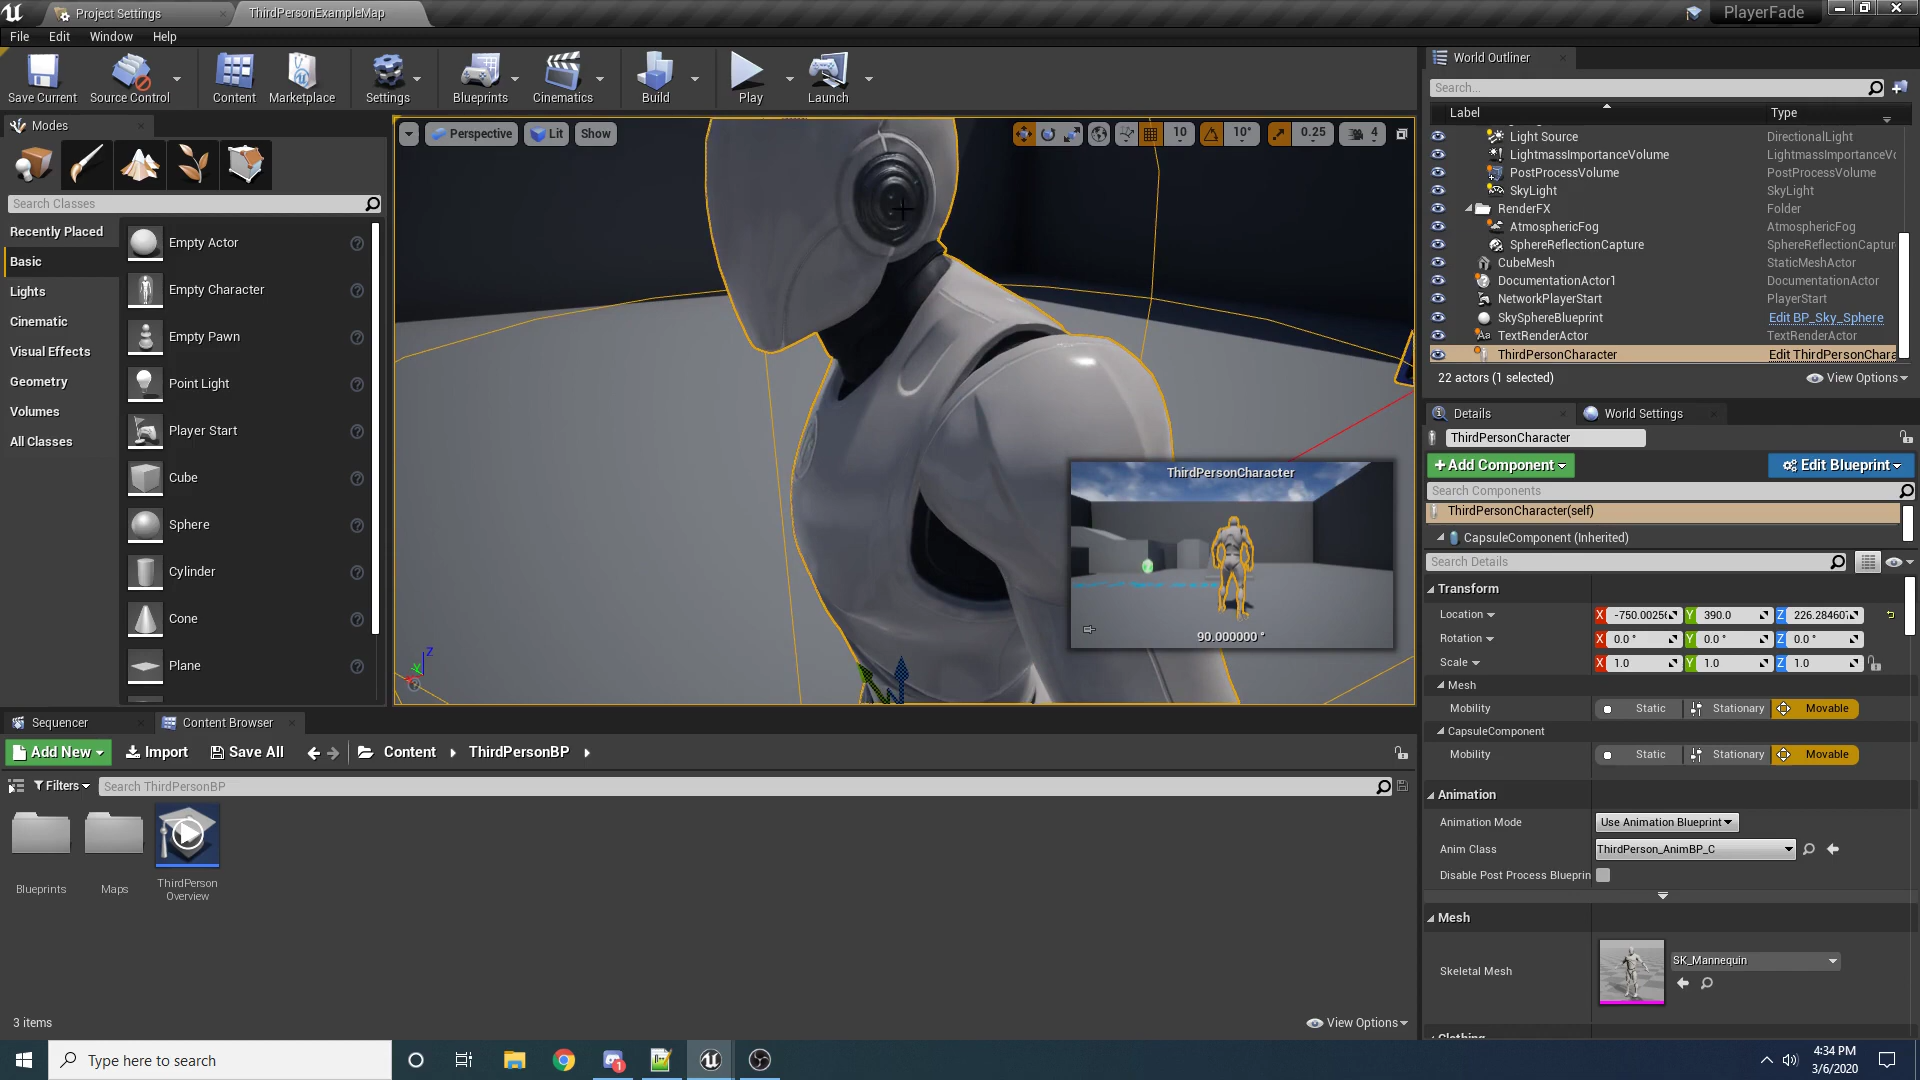 Project Settings
ThirdPersonExampleMap
PlayerFade
File Edit Window Help
Save Current
Source Control
Content
Marketplace
Settings
Blueprints
Cinematics
Build
Play
Launch
Modes
Search Classes
Recently Placed
Basic
Lights
Cinematic
Visual Effects
Geometry
Volumes
All Classes
Empty Actor
Empty Character
Empty Pawn
Point Light
Player Start
Cube
Sphere
Cylinder
Cone
Plane
Perspective
Lit
Show
10
10°
0.25
4
ThirdPersonCharacter
90.000000 °
Z
Y
World Outliner
Search...
Label Type
Light Source DirectionalLight
LightmassImportanceVolume LightmassImportanceVo
PostProcessVolume PostProcessVolume
SkyLight SkyLight
RenderFX Folder
AtmosphericFog AtmosphericFog
SphereReflectionCapture SphereReflectionCaptur
CubeMesh StaticMeshActor
DocumentationActor1 DocumentationActor
NetworkPlayerStart PlayerStart
SkySphereBlueprint Edit BP_Sky_Sphere
TextRenderActor TextRenderActor
ThirdPersonCharacter Edit ThirdPersonChara
22 actors (1 selected)
View Options
Details
World Settings
ThirdPersonCharacter
+Add Component
Edit Blueprint
Search Components
ThirdPersonCharacter(self)
CapsuleComponent (Inherited)
Search Details
Transform
Location X -750.0025 Y 390.0 Z 226.28460
Rotation X 0.0 ° Y 0.0 ° Z 0.0 °
Scale X 1.0 Y 1.0 Z 1.0
Mesh
Mobility Static Stationary Movable
CapsuleComponent
Mobility Static Stationary Movable
Animation
Animation Mode Use Animation Blueprint
Anim Class ThirdPerson_AnimBP_C
Disable Post Process Blueprin
Mesh
Skeletal Mesh SK_Mannequin
Sequencer
Content Browser
Add New
Import
Save All
Content
ThirdPersonBP
Filters
Search ThirdPersonBP
Blueprints
Maps
ThirdPerson
Overview
3 items
View Options
Type here to search
1
4:34 PM
3/6/2020